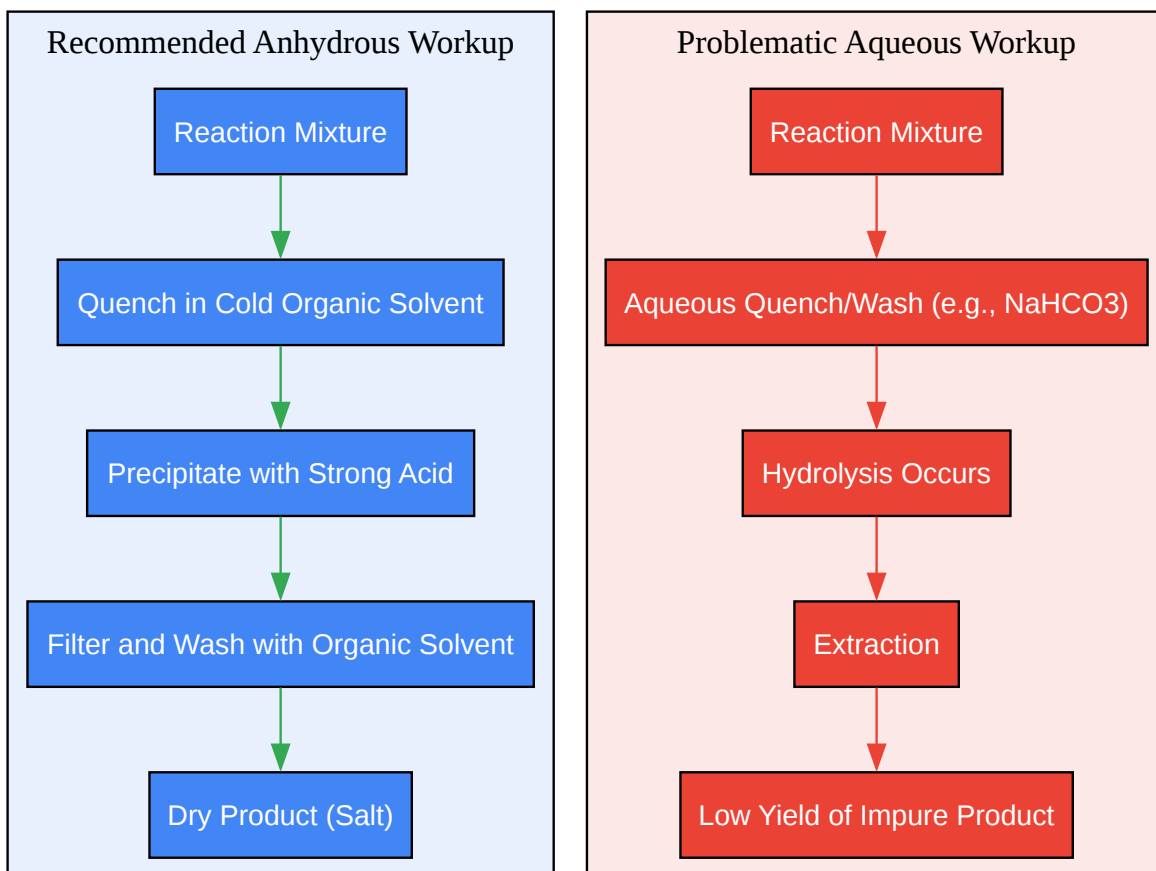 Recommended Anhydrous Workup
Reaction Mixture
Quench in Cold Organic Solvent
Precipitate with Strong Acid
Filter and Wash with Organic Solvent
Dry Product (Salt)
Problematic Aqueous Workup
Reaction Mixture
Aqueous Quench/Wash (e.g., NaHCO3)
Hydrolysis Occurs
Extraction
Low Yield of Impure Product